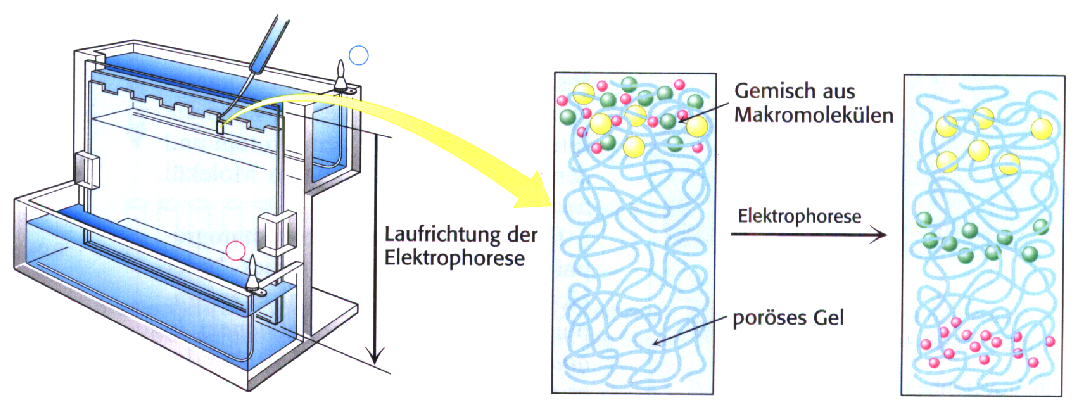 Laufrichtung der
Elektrophorese
Gemisch aus
Makromolekülen
poröses Gel
Elektrophorese